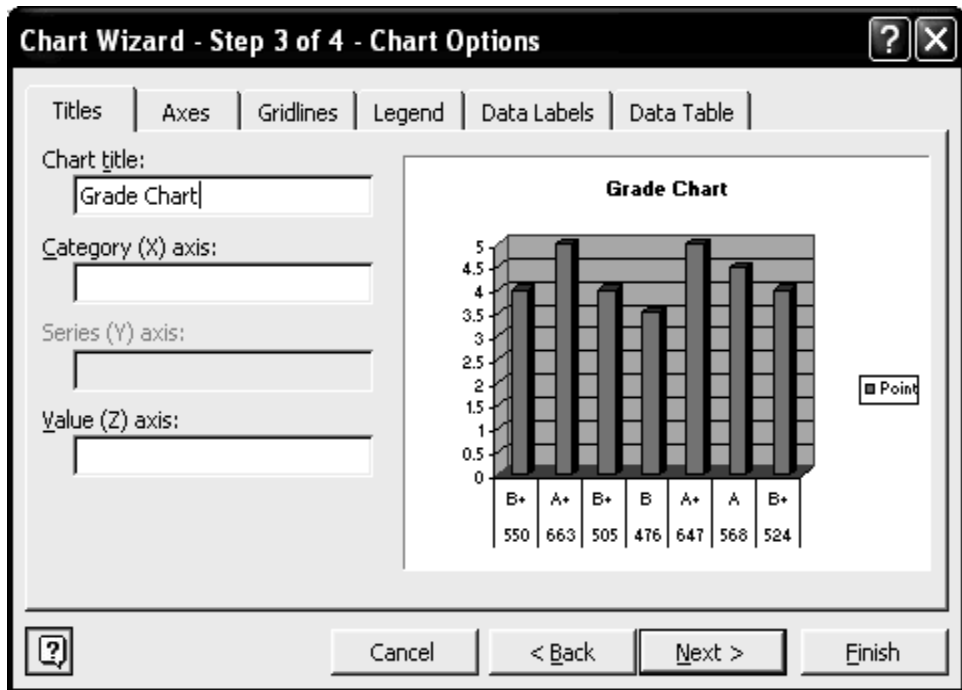 Chart Wizard - Step 3 of 4 - Chart Options
? X
Titles Axes Gridlines Legend Data Labels Data Table
Chart title:
Grade Chart
Category (X) axis:
Series (Y) axis:
Value (Z) axis:
Grade Chart
5
4.5
4
3.5
3
2.5
2
1.5
1
0.5
0
B+ A+ B+ B A+ A B+
550 663 505 476 647 568 524
Point
?
Cancel < Back Next > Finish